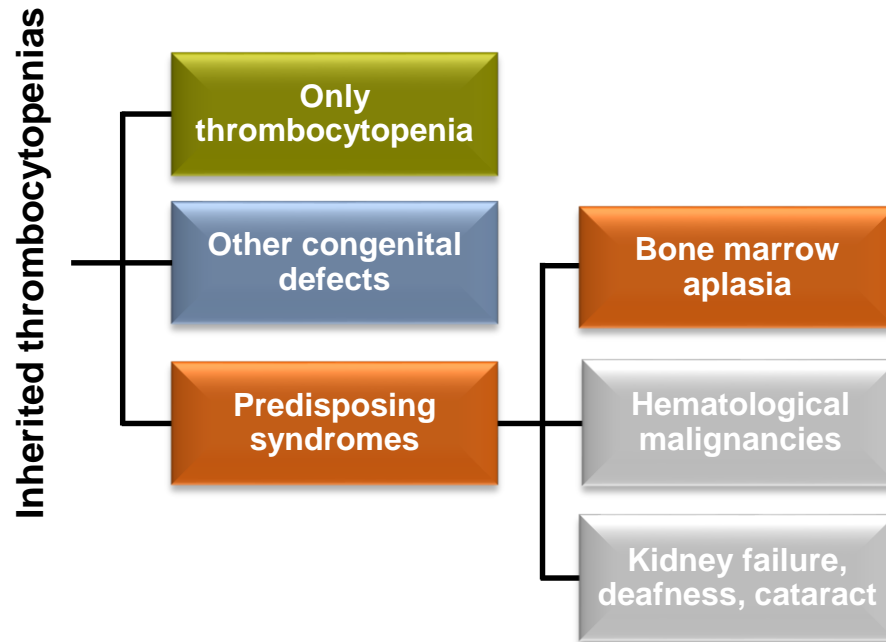 Inherited thrombocytopenias
Only
thrombocytopenia
Other congenital
defects
Predisposing
syndromes
Bone marrow
aplasia
Hematological
malignancies
Kidney failure,
deafness, cataract